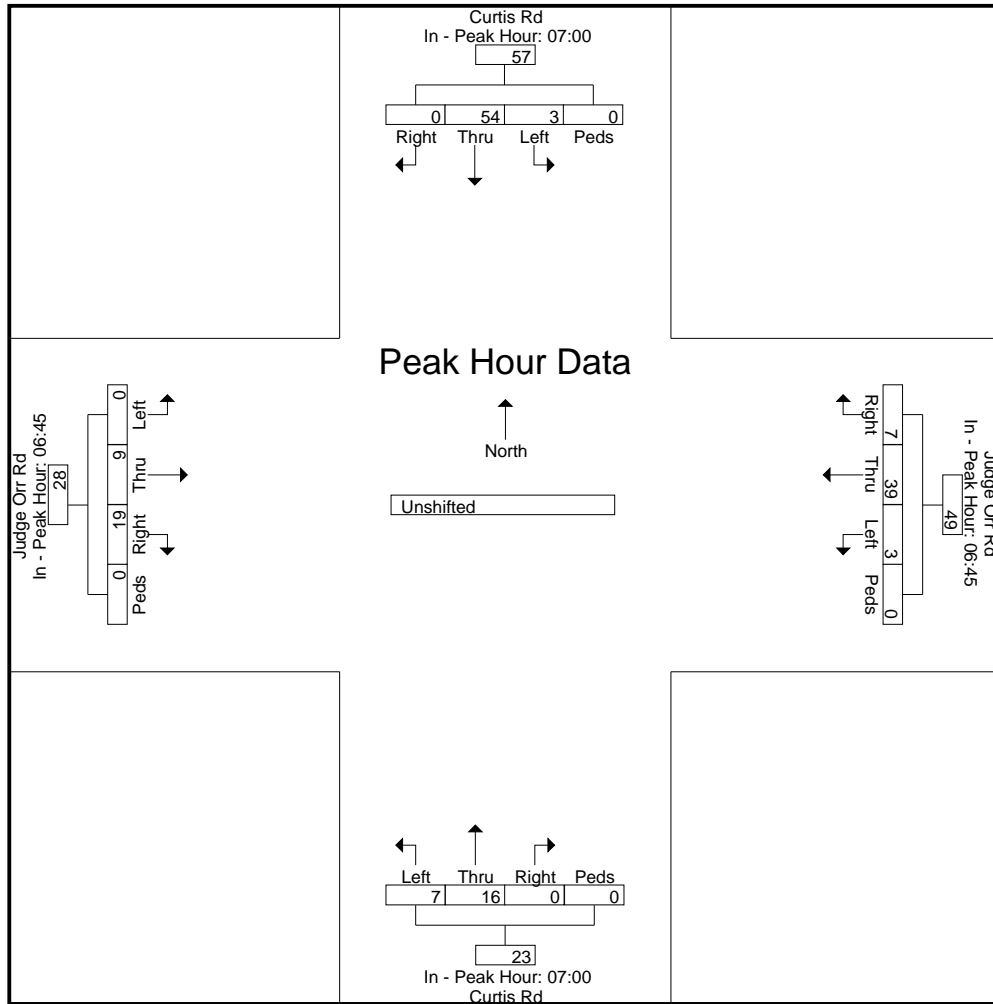 Curtis Rd
In - Peak Hour: 07:00
57
0 54 3 0
Right Thru Left Peds
Peak Hour Data
North
Unshifted
Judge Orr Rd
In - Peak Hour: 06:45
28
0 9 19 0
Left Thru Right Peds
Judge Orr Rd
In - Peak Hour: 06:45
49
7 39 3 0
Right Thru Left Peds
Left Thru Right Peds
7 16 0 0
23
In - Peak Hour: 07:00
Curtis Rd